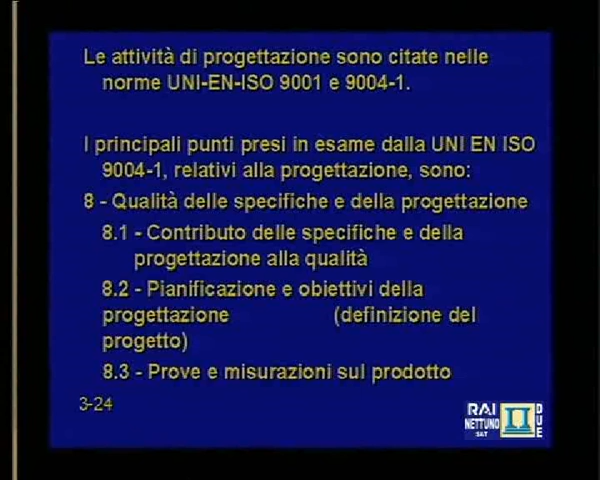 Le attività di progettazione sono citate nelle
norme UNI-EN-ISO 9001 e 9004-1.
I principali punti presi in esame dalla UNI EN ISO
9004-1, relativi alla progettazione, sono:
8 - Qualità delle specifiche e della progettazione
8.1 - Contributo delle specifiche e della
progettazione alla qualità
8.2 - Pianificazione e obiettivi della
progettazione (definizione del
progetto)
8.3 - Prove e misurazioni sul prodotto
3-24
RAI
NETTUNO
SAT
DUE